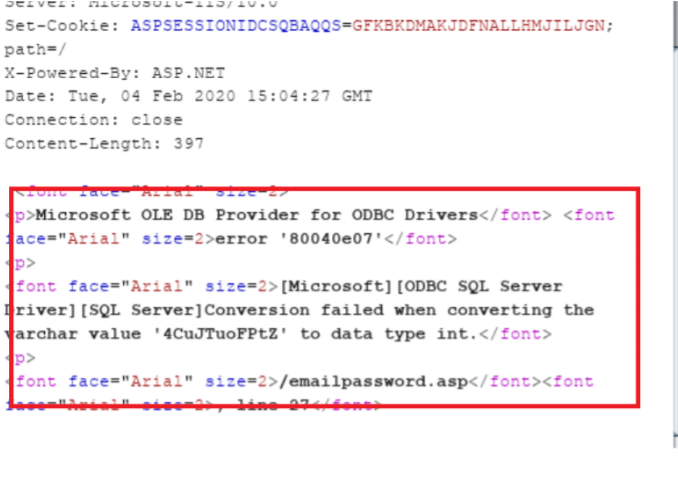 Server: Microsoft-IIS/10.0
Set-Cookie: ASPSESSIONIDCSQBAQQS=GFKBKDMAKJDFNALLHMJILJGN;
path=/
X-Powered-By: ASP.NET
Date: Tue, 04 Feb 2020 15:04:27 GMT
Connection: close
Content-Length: 397
<font face="Arial" size=2>
<p>Microsoft OLE DB Provider for ODBC Drivers</font> <font
face="Arial" size=2>error '80040e07'</font>
<p>
<font face="Arial" size=2>[Microsoft][ODBC SQL Server
Driver][SQL Server]Conversion failed when converting the
varchar value '4CuJTuoFPtZ' to data type int.</font>
<p>
<font face="Arial" size=2>/emailpassword.asp</font><font
face="Arial" size=2>, line 27</font>